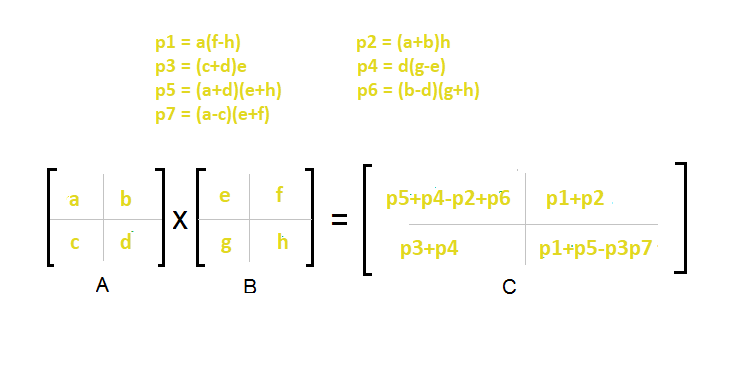 p1 = a(f-h) p2 = (a+b)h
p3 = (c+d)e p4 = d(g-e)
p5 = (a+d)(e+h) p6 = (b-d)(g+h)
p7 = (a-c)(e+f)
a b e f p5+p4-p2+p6 p1+p2
X =
c d g h p3+p4 p1+p5-p3p7
A B C